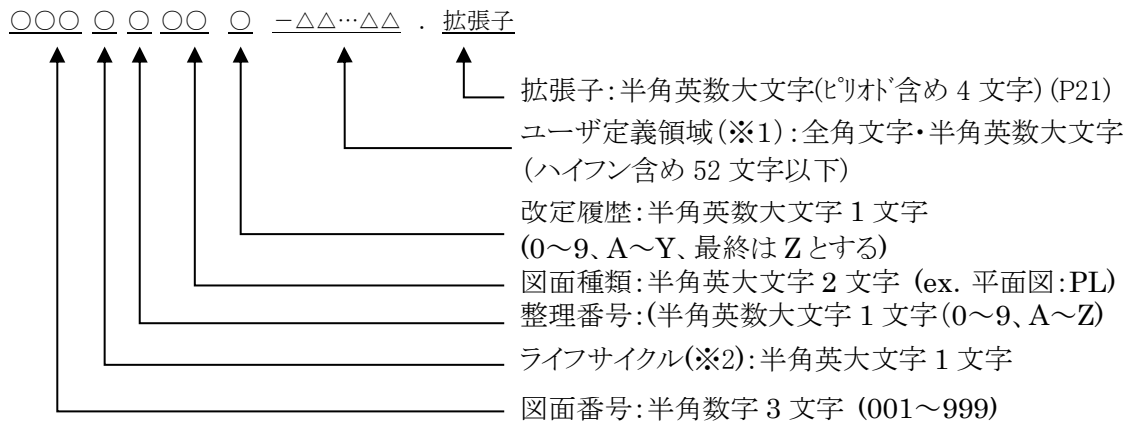 ○○○ ○ ○ ○○ ○ －△△…△△ . 拡張子
拡張子：半角英数大文字(ﾋﾟﾘｵﾄﾞ含め 4 文字) (P21)
ユーザ定義領域(※1)：全角文字・半角英数大文字
(ハイフン含め 52 文字以下)
改定履歴：半角英数大文字 1 文字
(0～9、A～Y、最終は Z とする)
図面種類：半角英大文字 2 文字 (ex. 平面図：PL)
整理番号：(半角英数大文字 1 文字(0～9、A～Z)
ライフサイクル(※2)：半角英大文字 1 文字
図面番号：半角数字 3 文字 (001～999)